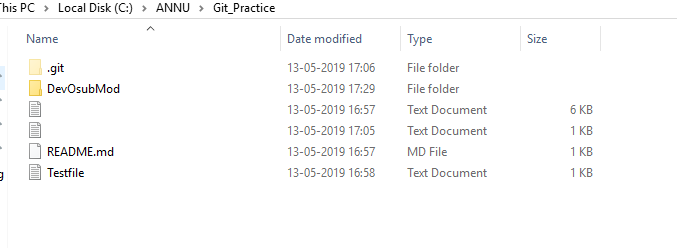 This PC > Local Disk (C:) > ANNU > Git_Practice
Name Date modified Type Size
.git 13-05-2019 17:06 File folder
DevOsubMod 13-05-2019 17:29 File folder
13-05-2019 16:57 Text Document 6 KB
13-05-2019 17:05 Text Document 1 KB
README.md 13-05-2019 16:57 MD File 1 KB
Testfile 13-05-2019 16:58 Text Document 1 KB